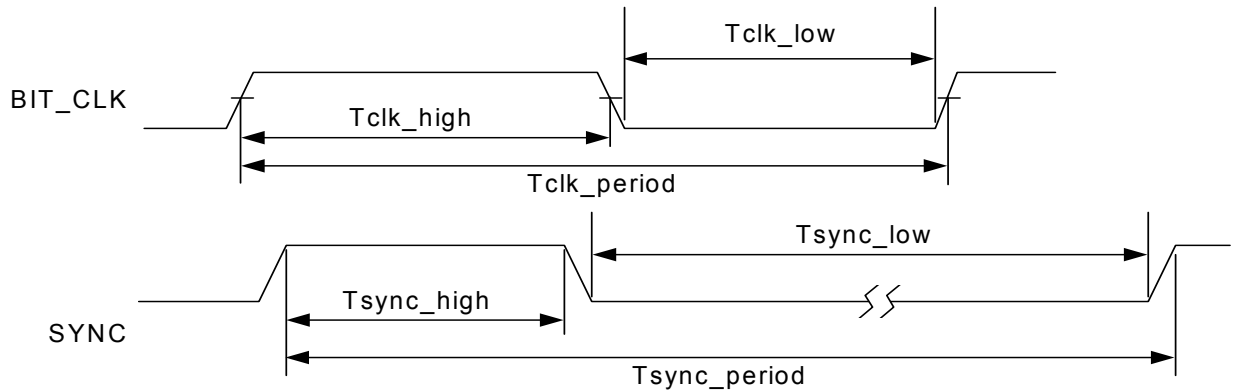 Tclk_low
BIT_CLK
Tclk_high
Tclk_period
Tsync_low
Tsync_high
SYNC
Tsync_period